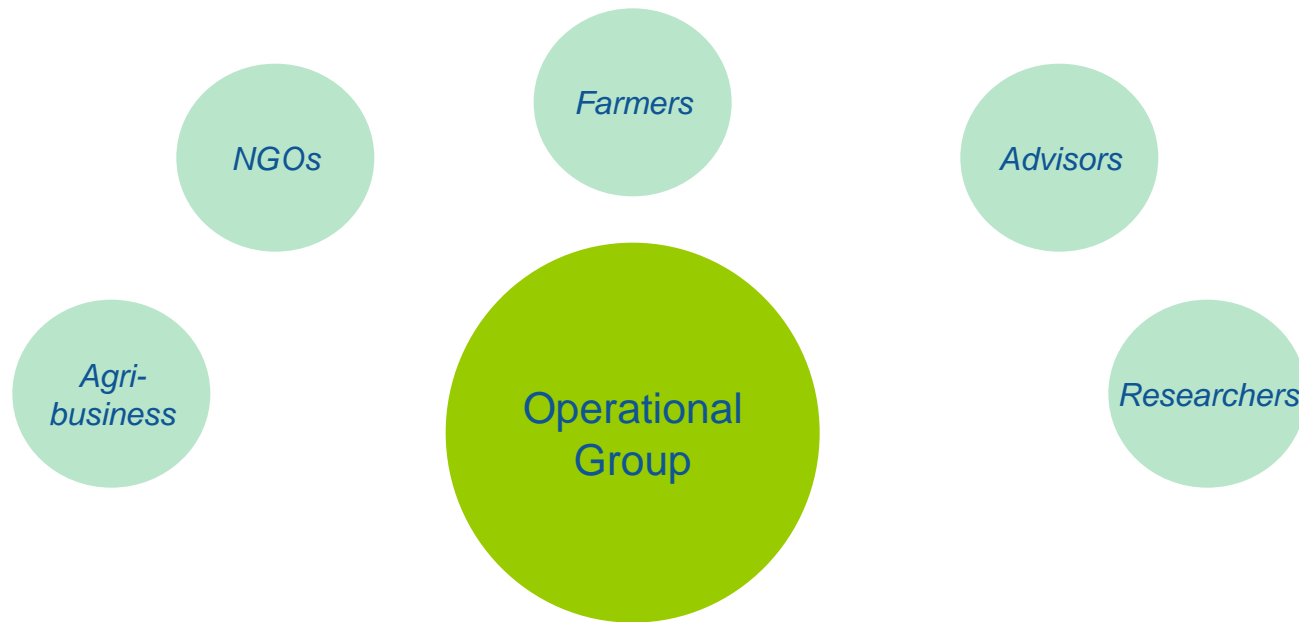 Farmers
NGOs
Advisors
Agri-
business
Researchers
Operational
Group